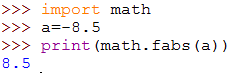 >>> import math
>>> a=-8.5
>>> print(math.fabs(a))
8.5